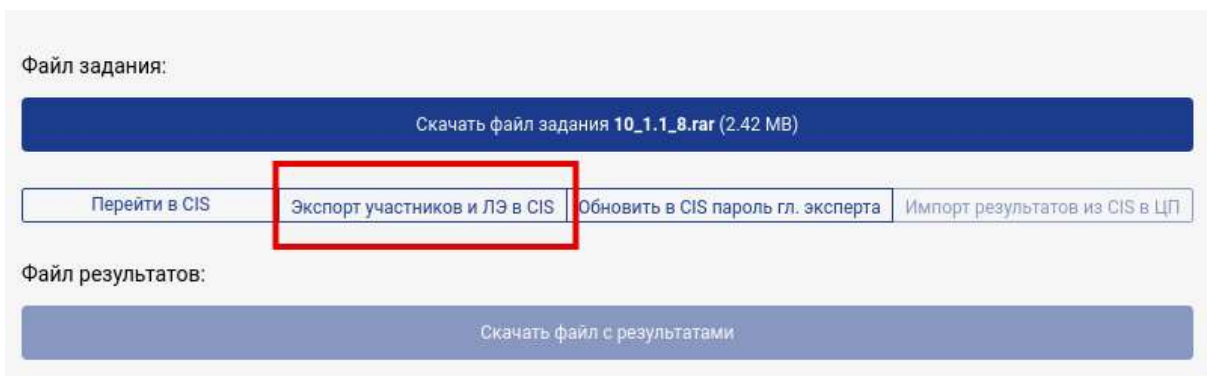 Файл задания:
Скачать файл задания 10_1.1_8.rar (2.42 MB)
Перейти в CIS
Экспорт участников и ЛЭ в CIS
Обновить в CIS пароль гл. эксперта
Импорт результатов из CIS в ЦП
Файл результатов:
Скачать файл с результатами